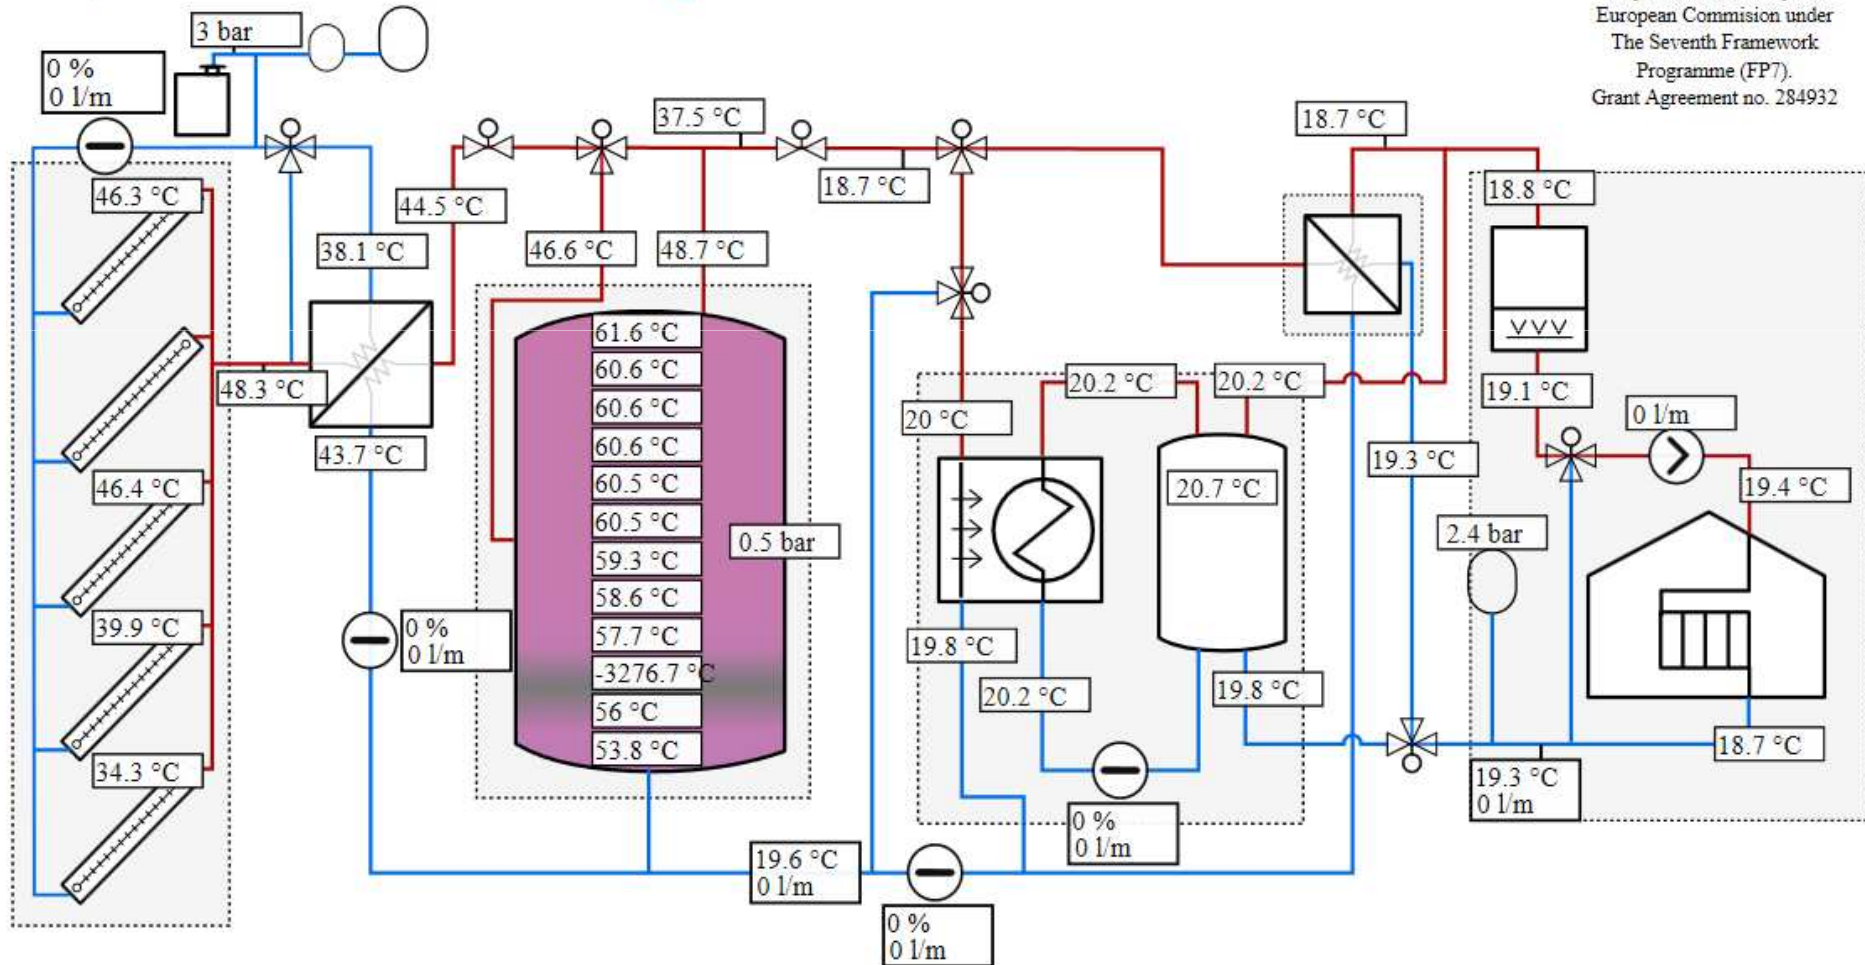 European Commision under
The Seventh Framework
Programme (FP7).
Grant Agreement no. 284932
3 bar
0 %
0 l/m
37.5 °C
18.7 °C
18.7 °C
46.3 °C
44.5 °C
18.8 °C
38.1 °C
46.6 °C
48.7 °C
61.6 °C
60.6 °C
60.6 °C
60.6 °C
60.5 °C
60.5 °C
59.3 °C
58.6 °C
57.7 °C
-3276.7 °C
56 °C
53.8 °C
48.3 °C
43.7 °C
20.2 °C
20.2 °C
20 °C
19.1 °C
0 l/m
19.3 °C
46.4 °C
20.7 °C
19.4 °C
0.5 bar
2.4 bar
39.9 °C
0 %
0 l/m
19.8 °C
20.2 °C
19.8 °C
34.3 °C
18.7 °C
19.3 °C
0 l/m
0 %
0 l/m
19.6 °C
0 l/m
0 %
0 l/m